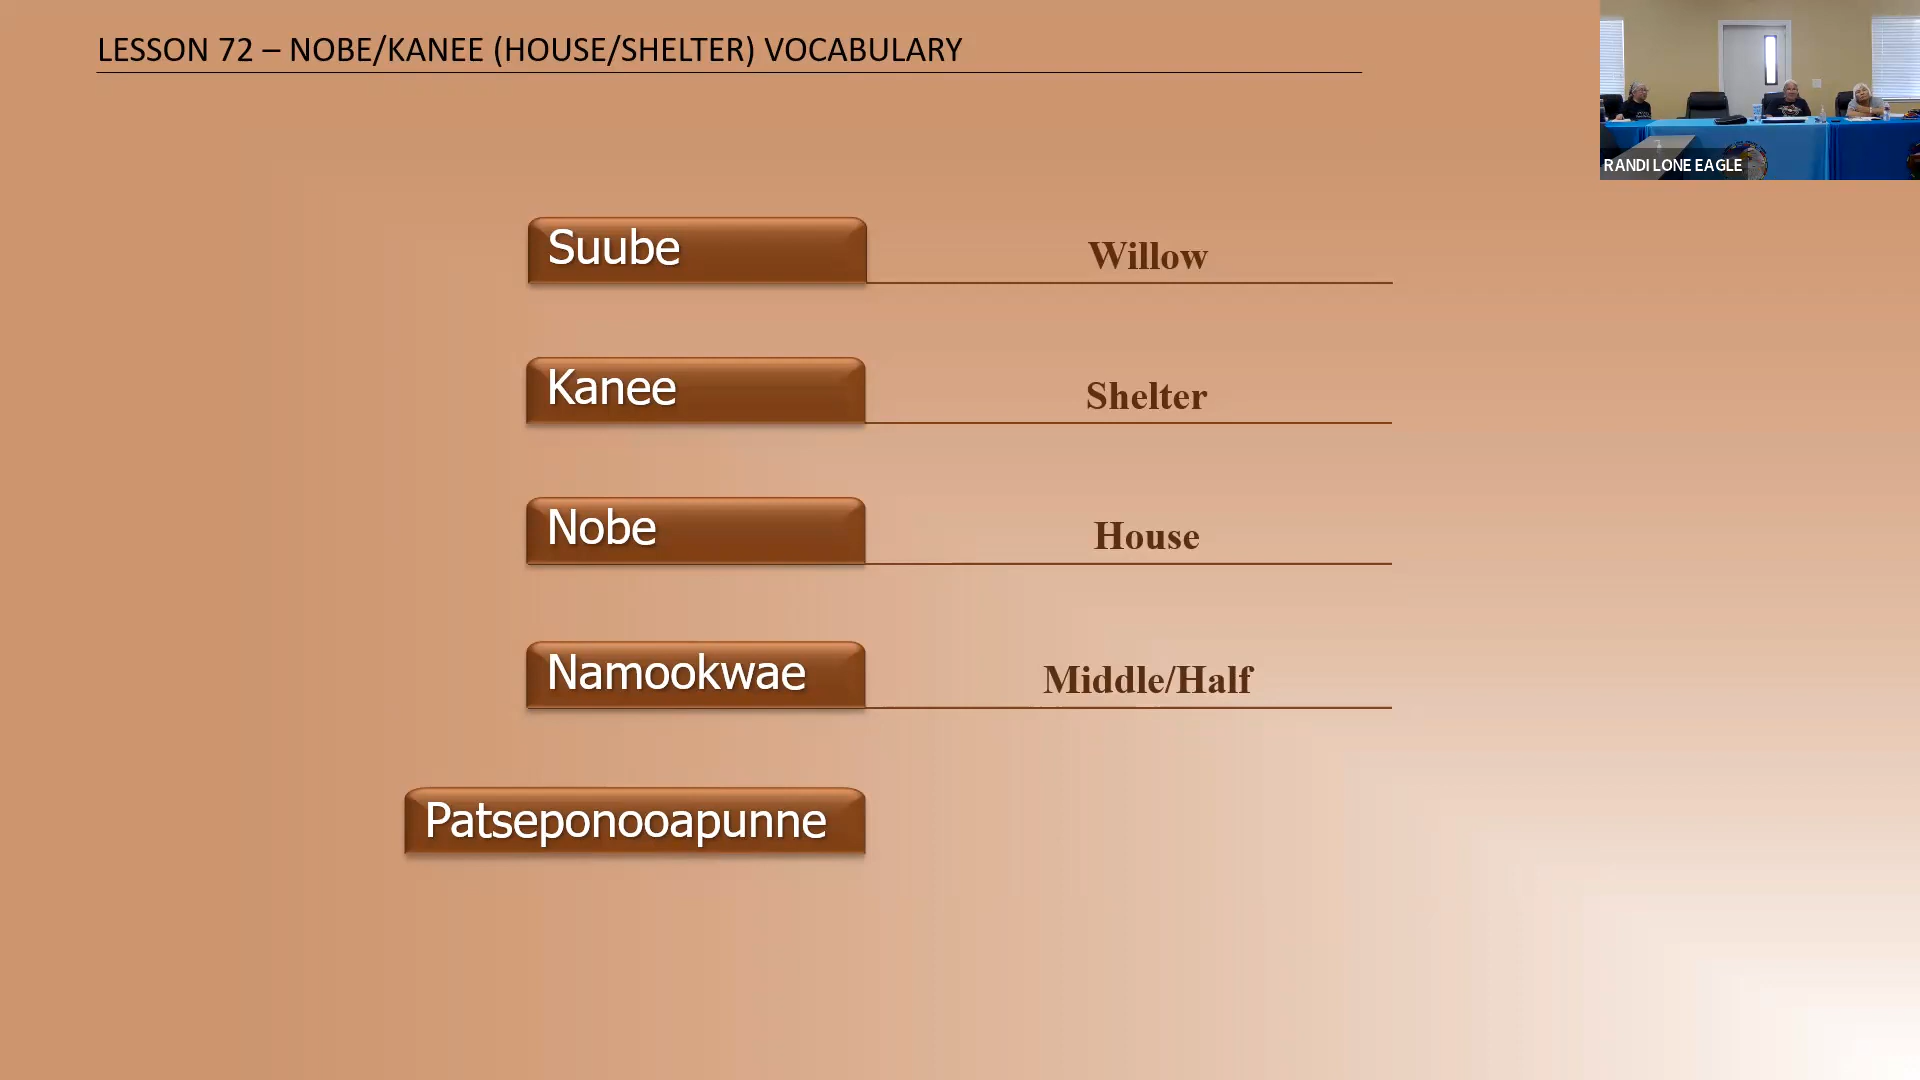 LESSON 72 – NOBE/KANEE (HOUSE/SHELTER) VOCABULARY
RANDI LONE EAGLE
Suube Willow
Kanee Shelter
Nobe House
Namookwae Middle/Half
Patseponooapunne